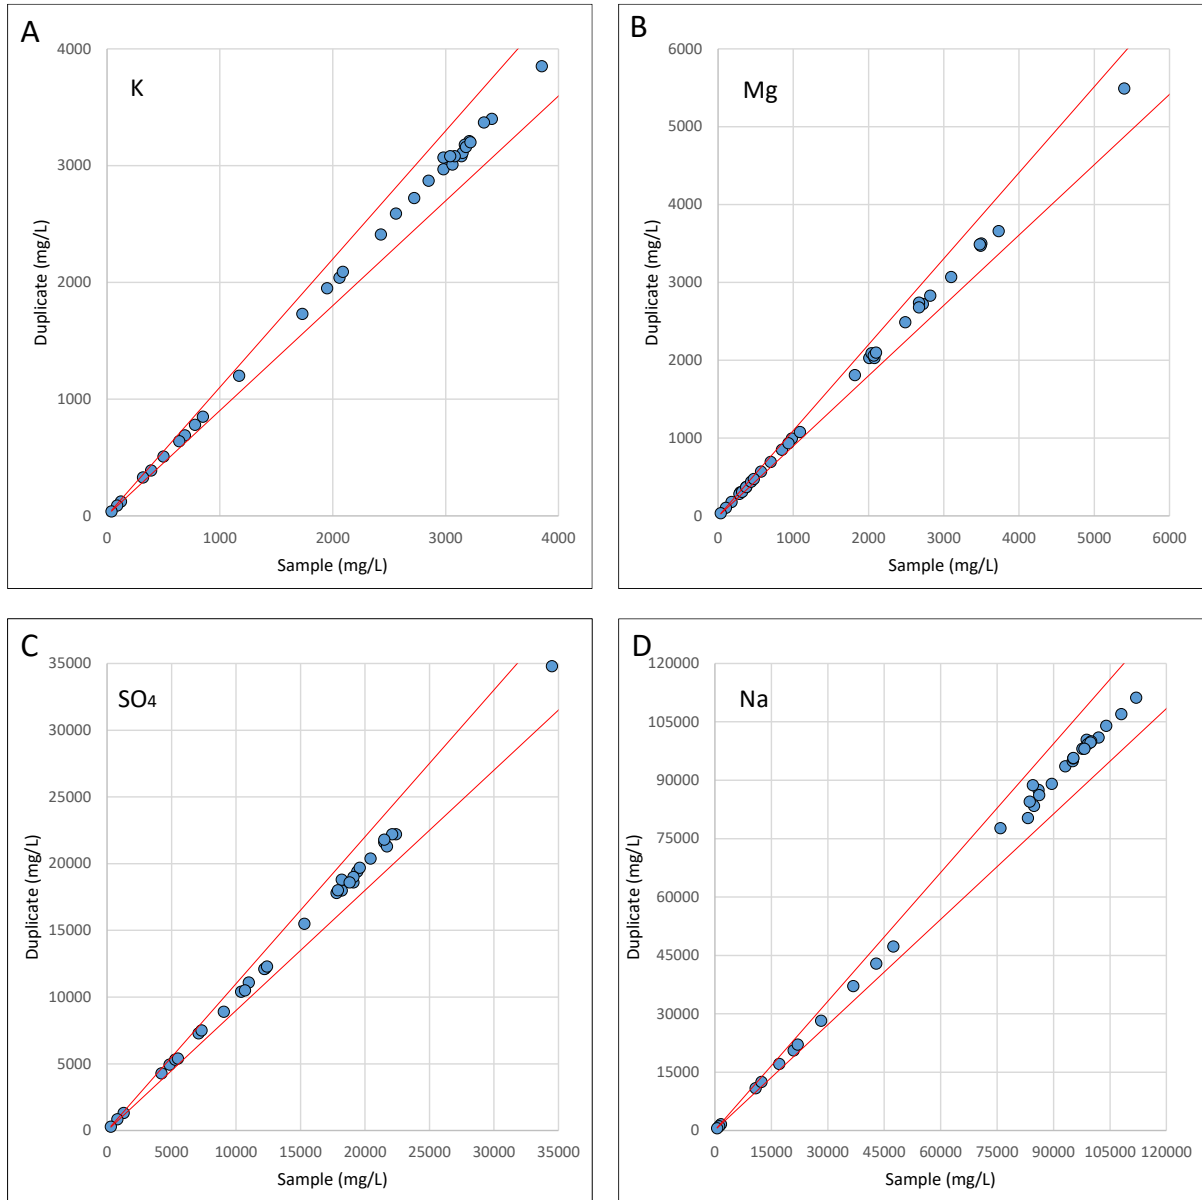 A
K
4000
3000
2000
1000
0
Duplicate (mg/L)
0 1000 2000 3000 4000
Sample (mg/L)
B
Mg
6000
5000
4000
3000
2000
1000
0
Duplicate (mg/L)
0 1000 2000 3000 4000 5000 6000
Sample (mg/L)
C
SO4
35000
30000
25000
20000
15000
10000
5000
0
Duplicate (mg/L)
0 5000 10000 15000 20000 25000 30000 35000
Sample (mg/L)
D
Na
120000
105000
90000
75000
60000
45000
30000
15000
0
Duplicate (mg/L)
0 15000 30000 45000 60000 75000 90000 105000 120000
Sample (mg/L)